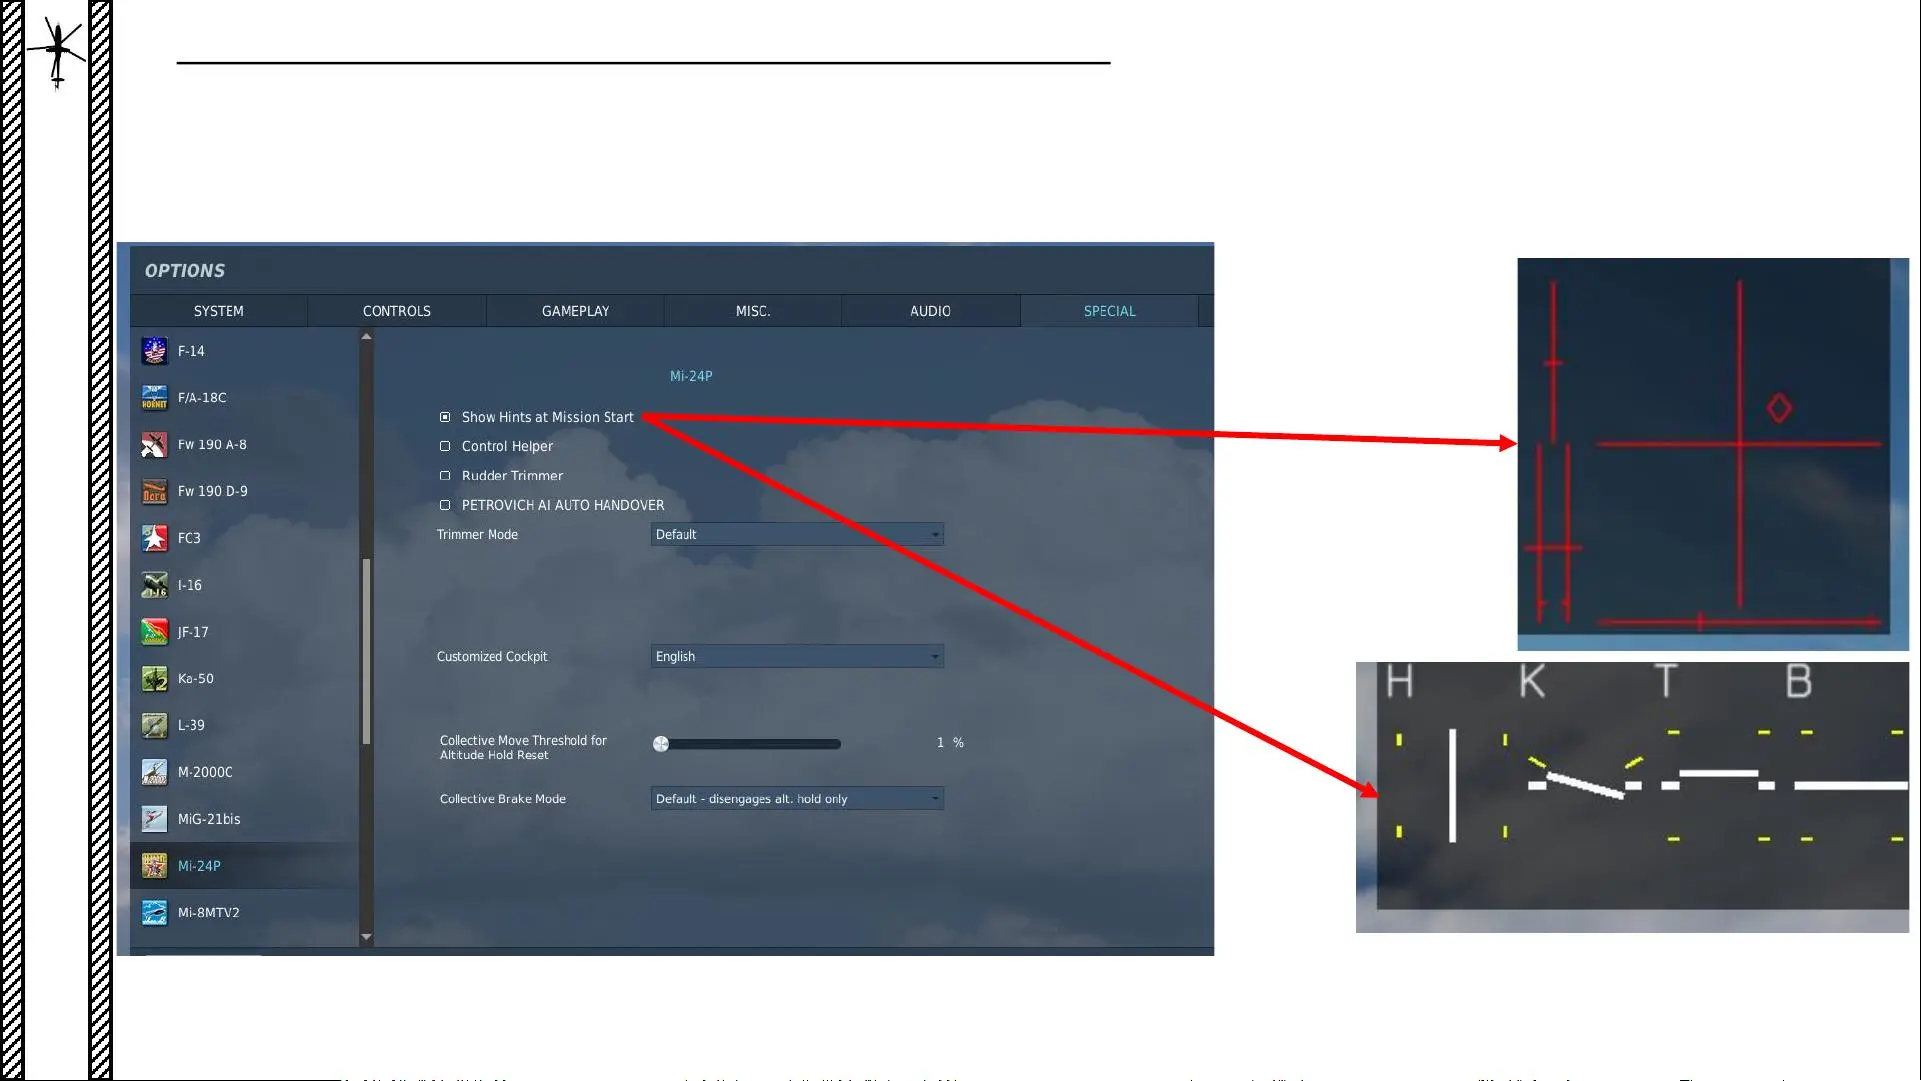 OPTIONS
SYSTEM CONTROLS GAMEPLAY MISC. AUDIO SPECIAL
F-14
F/A-18C
Fw 190 A-8
Fw 190 D-9
FC3
I-16
JF-17
Ka-50
L-39
M-2000C
MiG-21bis
Mi-24P
Mi-8MTV2
Mi-24P
Show Hints at Mission Start
Control Helper
Rudder Trimmer
PETROVICH AI AUTO HANDOVER
Trimmer Mode Default
Customized Cockpit English
Collective Move Threshold for
Altitude Hold Reset
1 %
Collective Brake Mode Default - disengages alt. hold only
H K T B